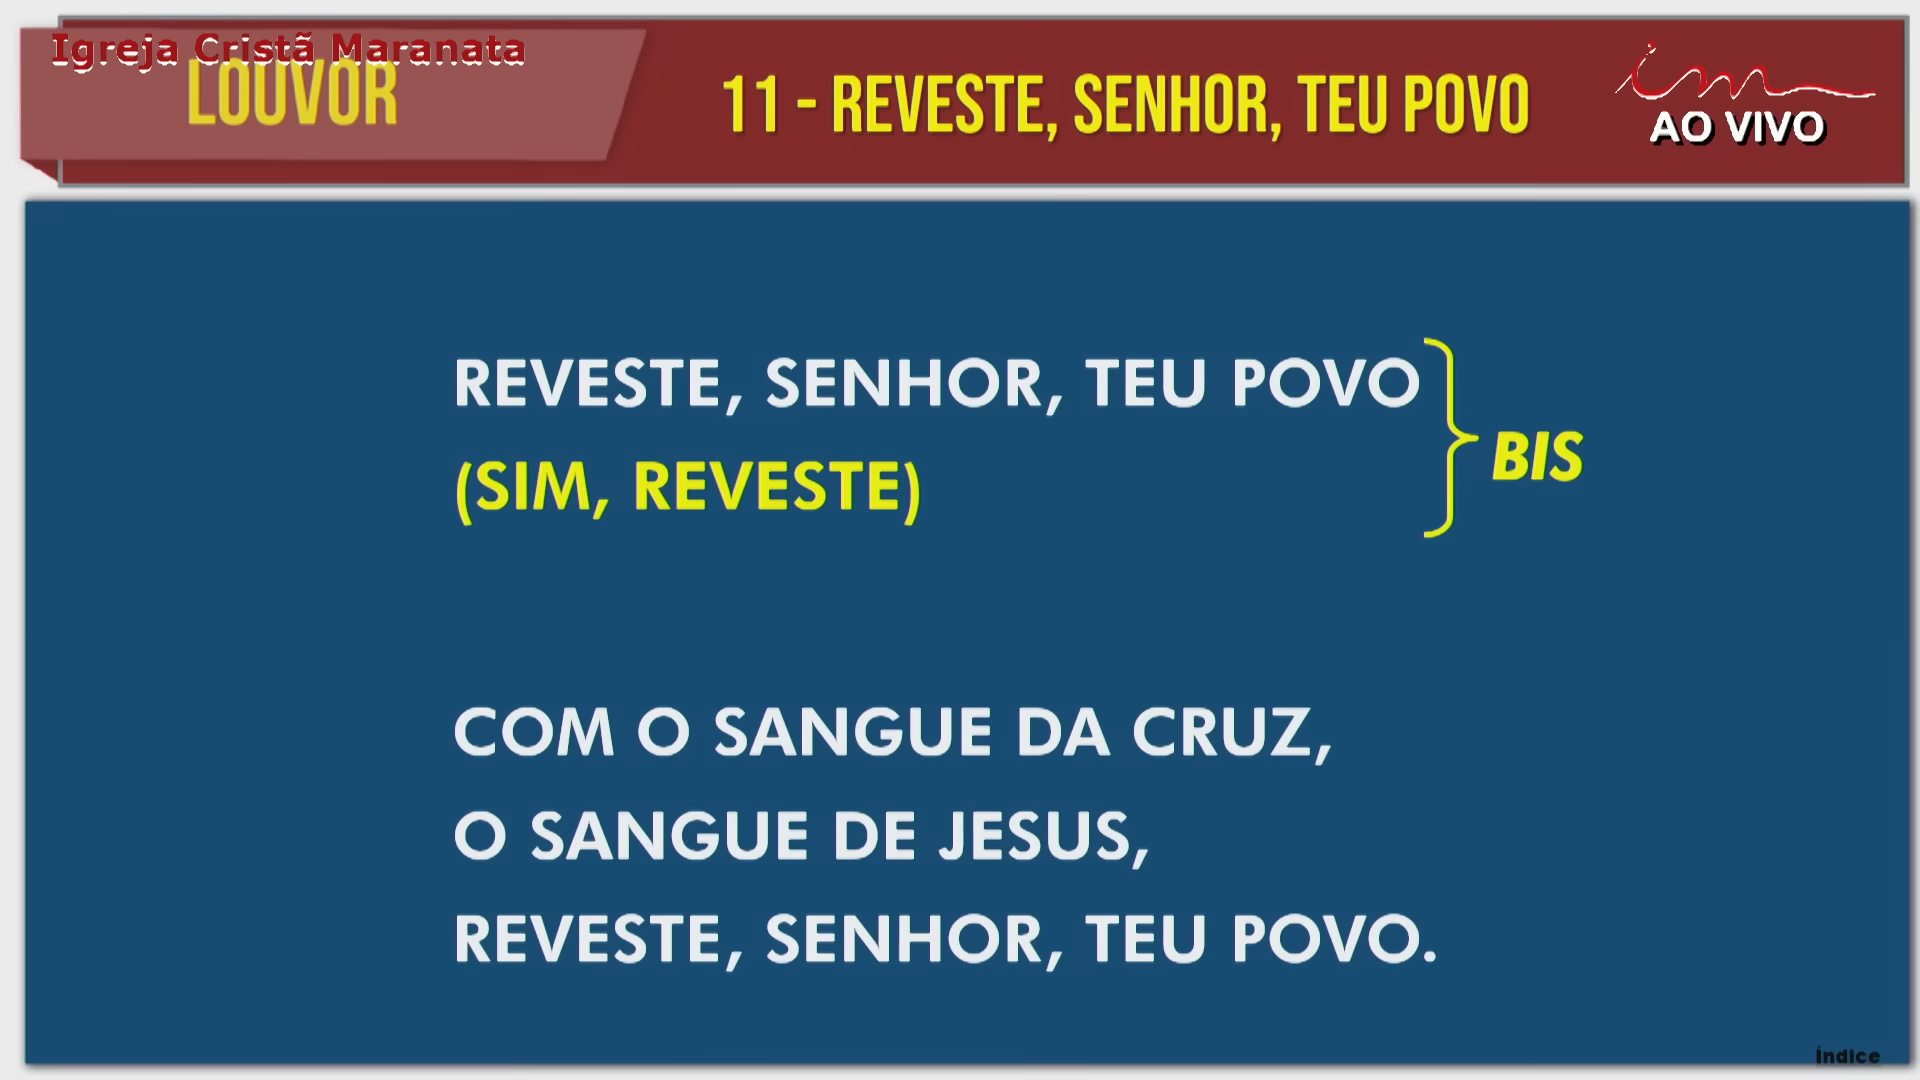 Igreja Cristã Maranata
LOUVOR
11 - REVESTE, SENHOR, TEU POVO
im
AO VIVO
REVESTE, SENHOR, TEU POVO
(SIM, REVESTE)
BIS
COM O SANGUE DA CRUZ,
O SANGUE DE JESUS,
REVESTE, SENHOR, TEU POVO.
Índice